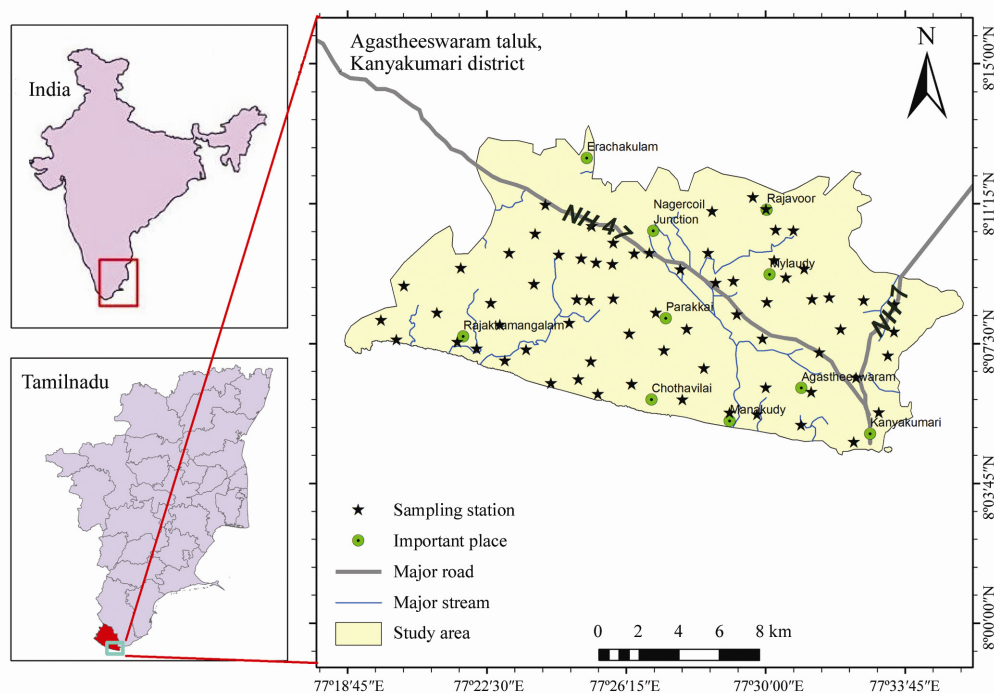 India
Tamilnadu
Agastheeswaram taluk,
Kanyakumari district
N
Erachakulam
Nagercoil
Junction
Rajavoor
NH 47
Mylaudy
NH 7
Parakkai
Rajakkamangalam
Agastheeswaram
Chothavilai
Manakudy
Kanyakumari
Sampling station
Important place
Major road
Major stream
Study area
0 2 4 6 8 km
8°15′00″N
8°11′15″N
8°07′30″N
8°03′45″N
8°00′00″N
77°18′45″E 77°22′30″E 77°26′15″E 77°30′00″E 77°33′45″E